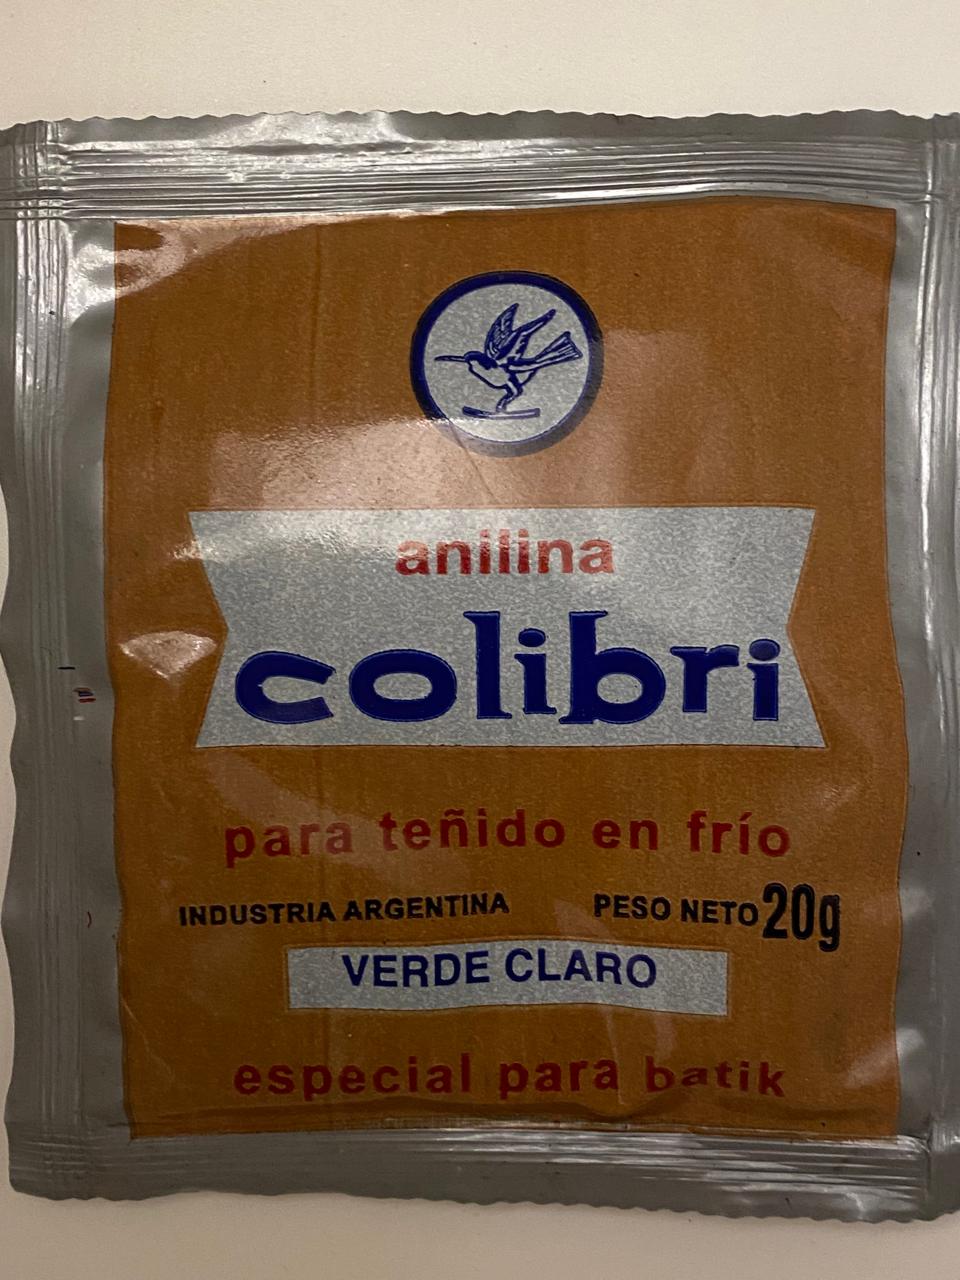 anilina
colibri
para teñido en frío
INDUSTRIA ARGENTINA PESO NETO 20g
VERDE CLARO
especial para batik